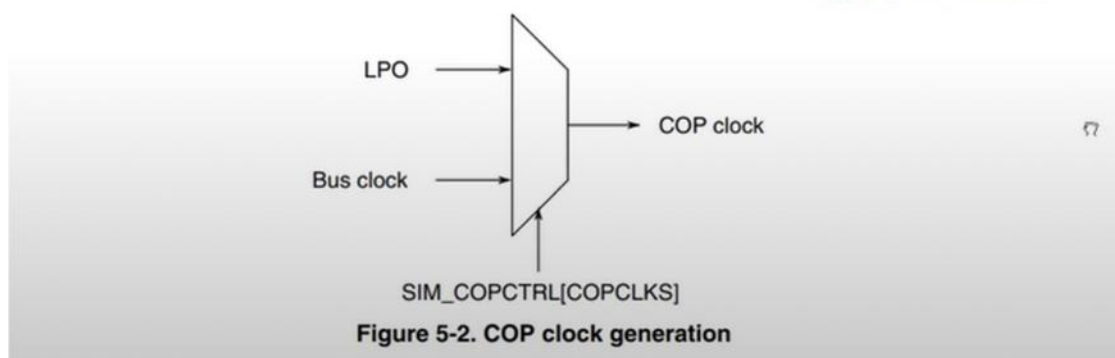 LPO
COP clock
Bus clock
SIM_COPCTRL[COPCLKS]
Figure 5-2. COP clock generation